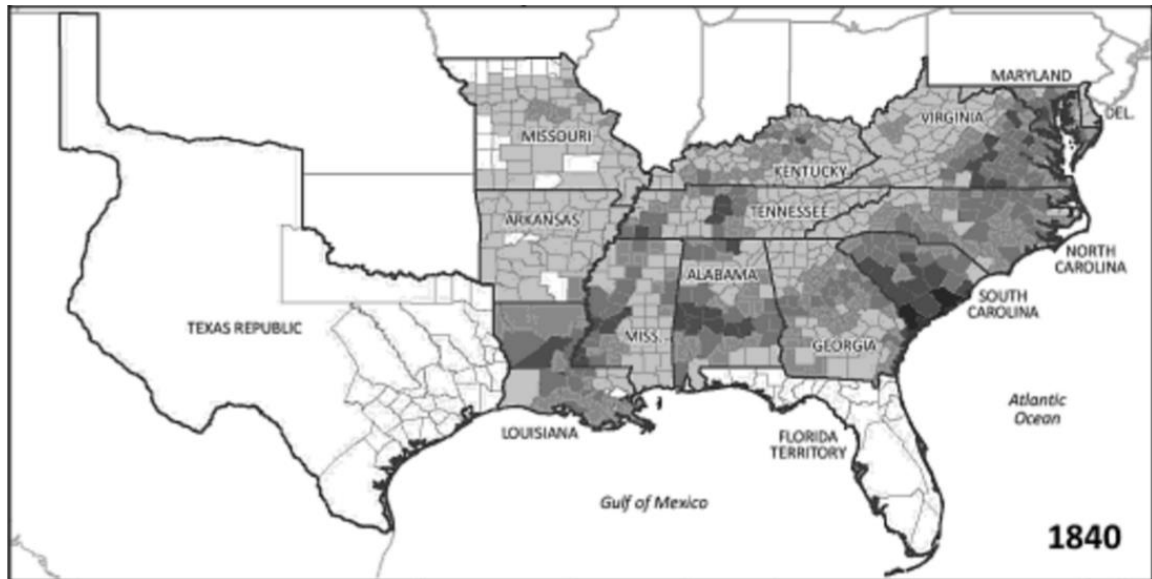 MARYLAND
DEL.
VIRGINIA
MISSOURI
KENTUCKY
TENNESSEE
ARKANSAS
NORTH
CAROLINA
ALABAMA
SOUTH
CAROLINA
TEXAS REPUBLIC
MISS.
GEORGIA
Atlantic
Ocean
LOUISIANA
FLORIDA
TERRITORY
Gulf of Mexico
1840